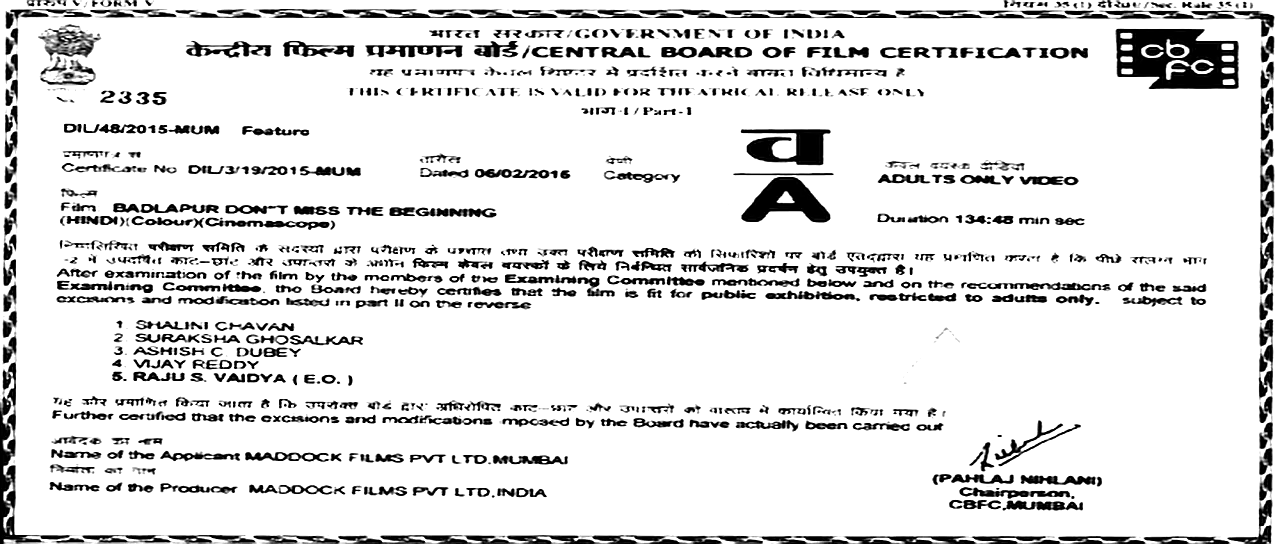 प्ररूप V/FORM V
नियम 35 (1) देखिए/Sec. Rule 35 (1)
भारत सरकार/GOVERNMENT OF INDIA
केन्द्रीय फिल्म प्रमाणन बोर्ड/CENTRAL BOARD OF FILM CERTIFICATION
cbfc
यह प्रमाणपत्र केवल थिएटर में प्रदर्शित करने बाबत विधिमान्य है
THIS CERTIFICATE IS VALID FOR THEATRICAL RELEASE ONLY
2335
भाग-I / Part-I
DIL/48/2015-MUM Feature
प्रमाणपत्र सं
Certificate No DIL/3/19/2015-MUM
तारीख
Dated 06/02/2015
श्रेणी
Category
व
A
केवल वयस्क वीडियो
ADULTS ONLY VIDEO
फिल्म
Film BADLAPUR DON"T MISS THE BEGINNING
(HINDI)(Colour)(Cinemascope)
Duration 134:48 min sec
निम्नलिखित परीक्षण समिति के सदस्यों द्वारा परीक्षण के पश्चात तथा उक्त परीक्षण समिति की सिफारिशों पर बोर्ड एतदद्वारा यह प्रमाणित करता है कि पीछे संलग्न भाग
-2 में उपदर्शित काट-छांट और उपान्तरों के अधीन फिल्म केवल वयस्कों के लिये निर्बन्धित सार्वजनिक प्रदर्शन हेतु उपयुक्त है।
After examination of the film by the members of the Examining Committee mentioned below and on the recommendations of the said
Examining Committee, the Board hereby certifies that the film is fit for public exhibition, restricted to adults only. subject to
excisions and modification listed in part II on the reverse
1. SHALINI CHAVAN
2. SURAKSHA GHOSALKAR
3. ASHISH C. DUBEY
4. VIJAY REDDY
5. RAJU S. VAIDYA ( E.O. )
यह और प्रमाणित किया जाता है कि उपरोक्त बोर्ड द्वारा अधिरोपित काट-छांट और उपान्तरों को वास्तव में कार्यान्वित किया गया है।
Further certified that the excisions and modifications imposed by the Board have actually been carried out
आवेदक का नाम
Name of the Applicant MADDOCK FILMS PVT LTD,MUMBAI
निर्माता का नाम
Name of the Producer MADDOCK FILMS PVT LTD,INDIA
(PAHLAJ NIHLANI)
Chairperson,
CBFC,MUMBAI